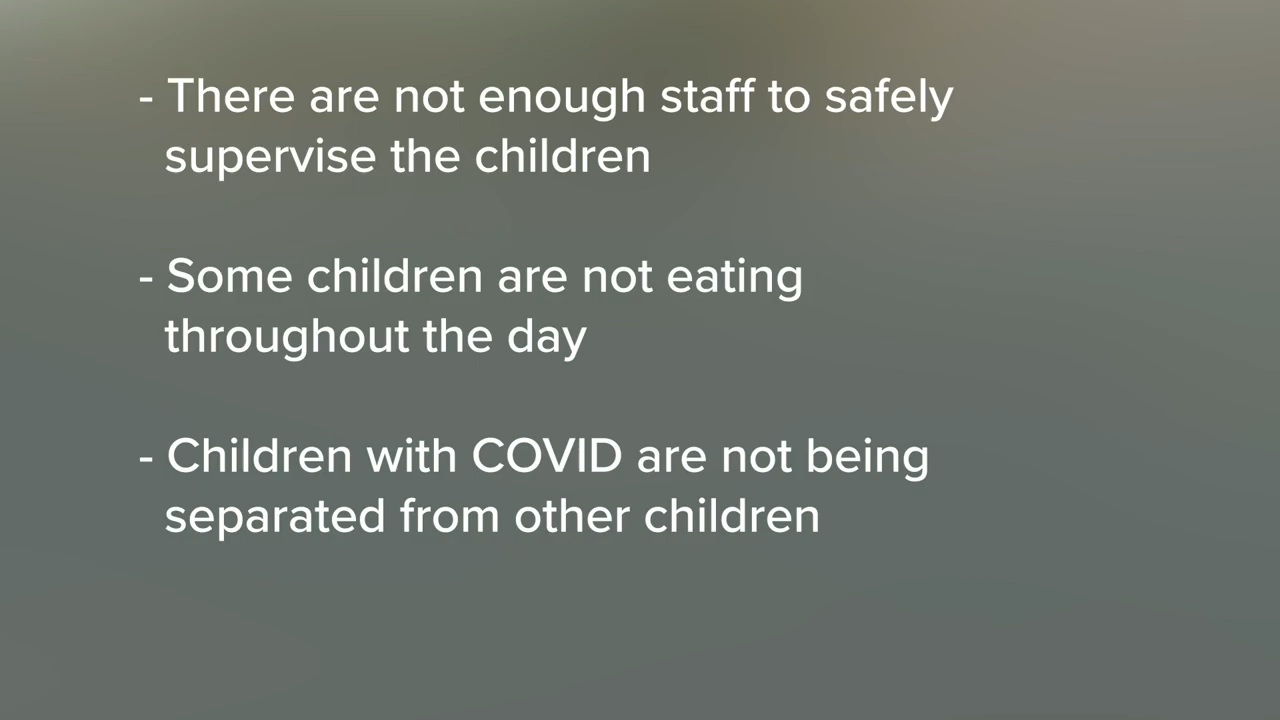 - There are not enough staff to safely
supervise the children
- Some children are not eating
throughout the day
- Children with COVID are not being
separated from other children